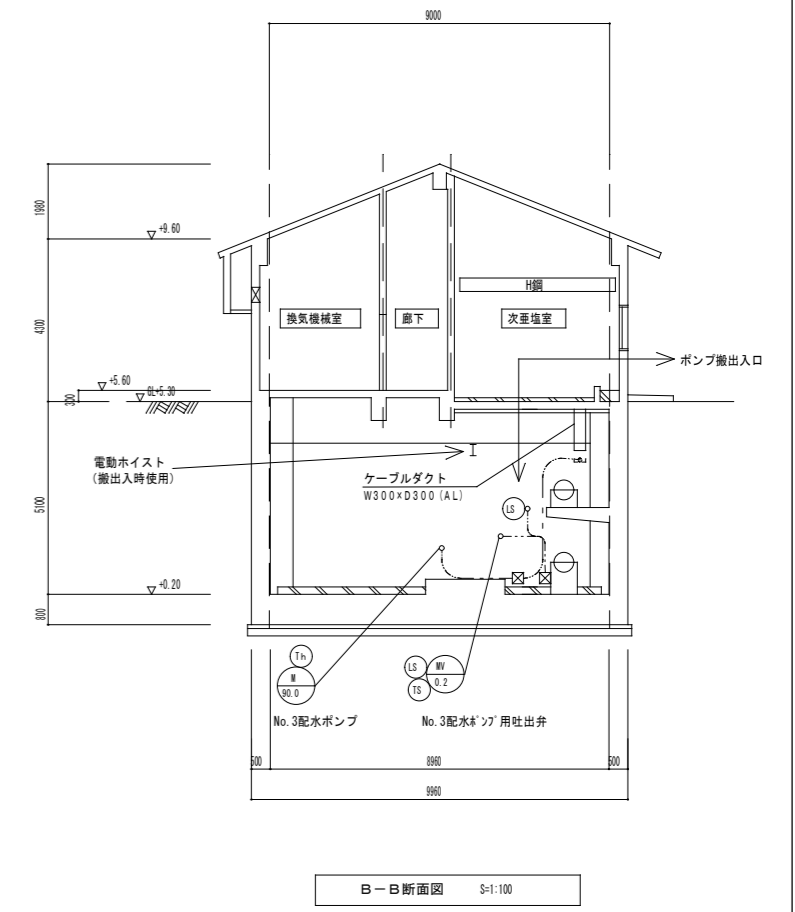 9000
1980
+9.60
H鋼
換気機械室
廊下
次亜塩室
4300
ポンプ搬出入口
+5.60
GL+5.30
300
電動ホイスト
(搬出入時使用)
ケーブルダクト
W300×D300(AL)
LS
5100
+0.20
800
Th
M
90.0
LS
MV
0.2
TS
No.3配水ポンプ
No.3配水ポンプ用吐出弁
500
8960
500
9960
B-B断面図 S=1:100